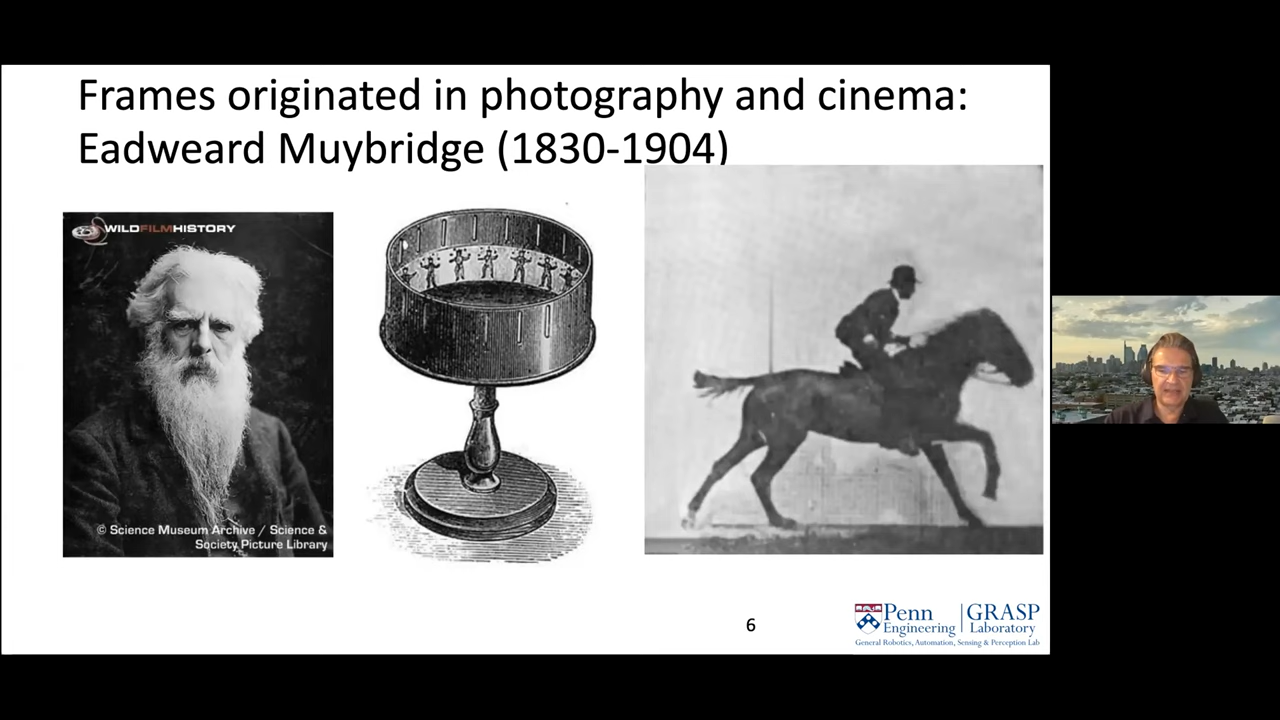 Frames originated in photography and cinema:
Eadweard Muybridge (1830-1904)
WILDFILMHISTORY
© Science Museum Archive / Science &
Society Picture Library
6
Penn
Engineering
GRASP
Laboratory
General Robotics, Automation, Sensing & Perception Lab